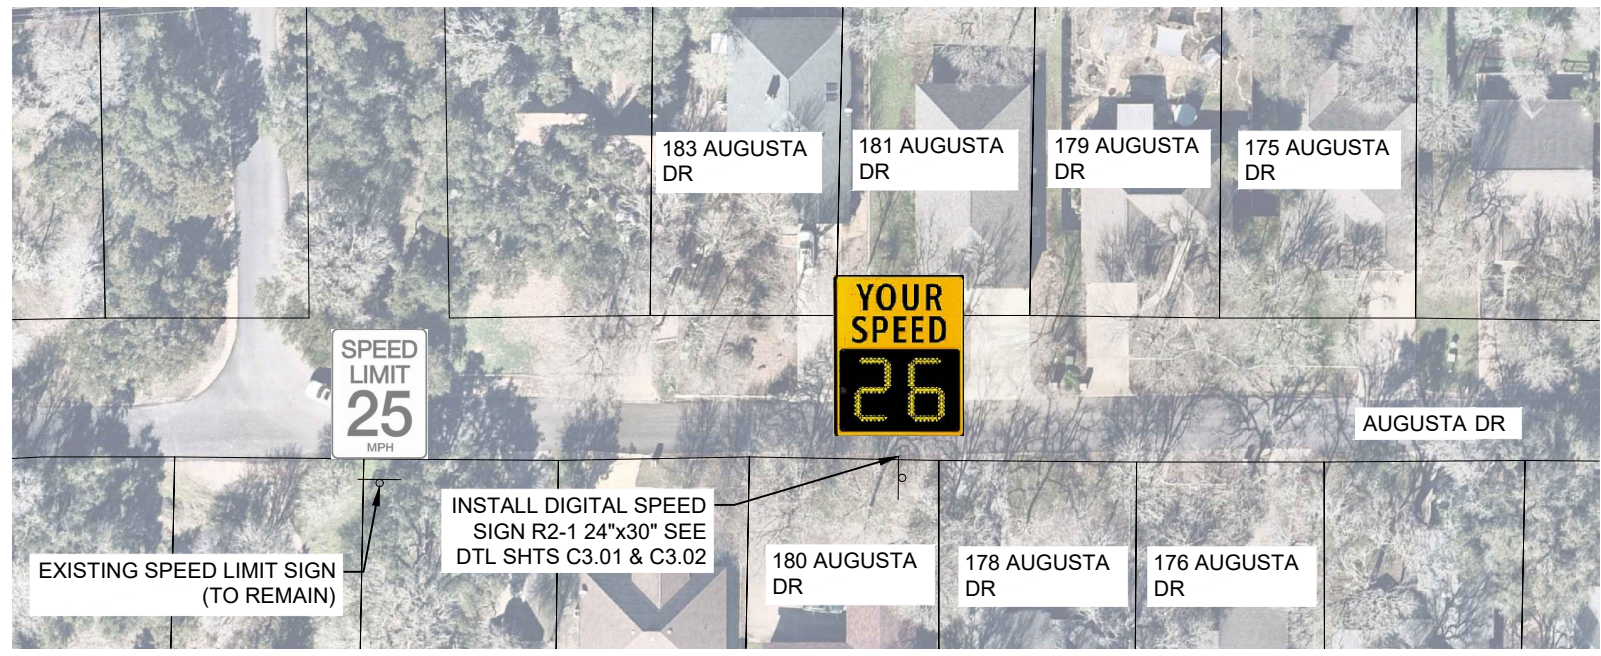 183 AUGUSTA
DR
181 AUGUSTA
DR
179 AUGUSTA
DR
175 AUGUSTA
DR
YOUR
SPEED
26
SPEED
LIMIT
25
MPH
AUGUSTA DR
INSTALL DIGITAL SPEED
SIGN R2-1 24"x30" SEE
DTL SHTS C3.01 & C3.02
EXISTING SPEED LIMIT SIGN
(TO REMAIN)
180 AUGUSTA
DR
178 AUGUSTA
DR
176 AUGUSTA
DR